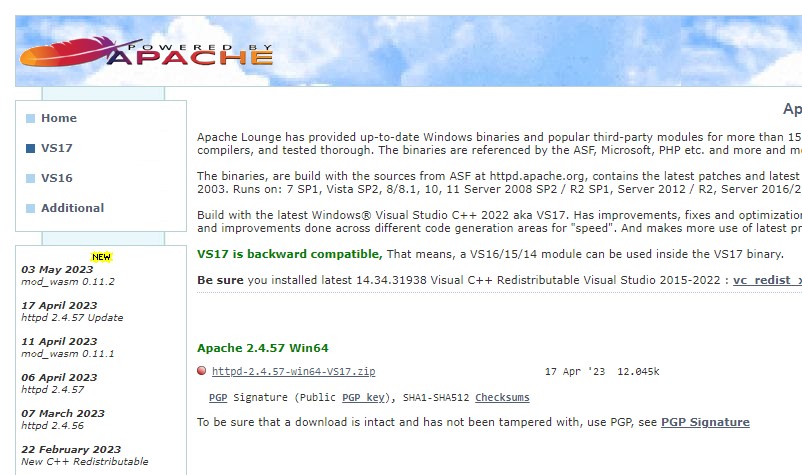 POWERED BY
APACHE
Home
VS17
VS16
Additional
NEW
03 May 2023
mod_wasm 0.11.2
17 April 2023
httpd 2.4.57 Update
11 April 2023
mod_wasm 0.11.1
06 April 2023
httpd 2.4.57
07 March 2023
httpd 2.4.56
22 February 2023
New C++ Redistributable
Ap
Apache Lounge has provided up-to-date Windows binaries and popular third-party modules for more than 15
compilers, and tested thorough. The binaries are referenced by the ASF, Microsoft, PHP etc. and more and mo
The binaries, are build with the sources from ASF at httpd.apache.org, contains the latest patches and latest
2003. Runs on: 7 SP1, Vista SP2, 8/8.1, 10, 11 Server 2008 SP2 / R2 SP1, Server 2012 / R2, Server 2016/2
Build with the latest Windows® Visual Studio C++ 2022 aka VS17. Has improvements, fixes and optimization
and improvements done across different code generation areas for "speed". And makes more use of latest pr
VS17 is backward compatible, That means, a VS16/15/14 module can be used inside the VS17 binary.
Be sure you installed latest 14.34.31938 Visual C++ Redistributable Visual Studio 2015-2022 : vc_redist_x
Apache 2.4.57 Win64
httpd-2.4.57-win64-VS17.zip 17 Apr '23 12.045k
PGP Signature (Public PGP key), SHA1-SHA512 Checksums
To be sure that a download is intact and has not been tampered with, use PGP, see PGP Signature